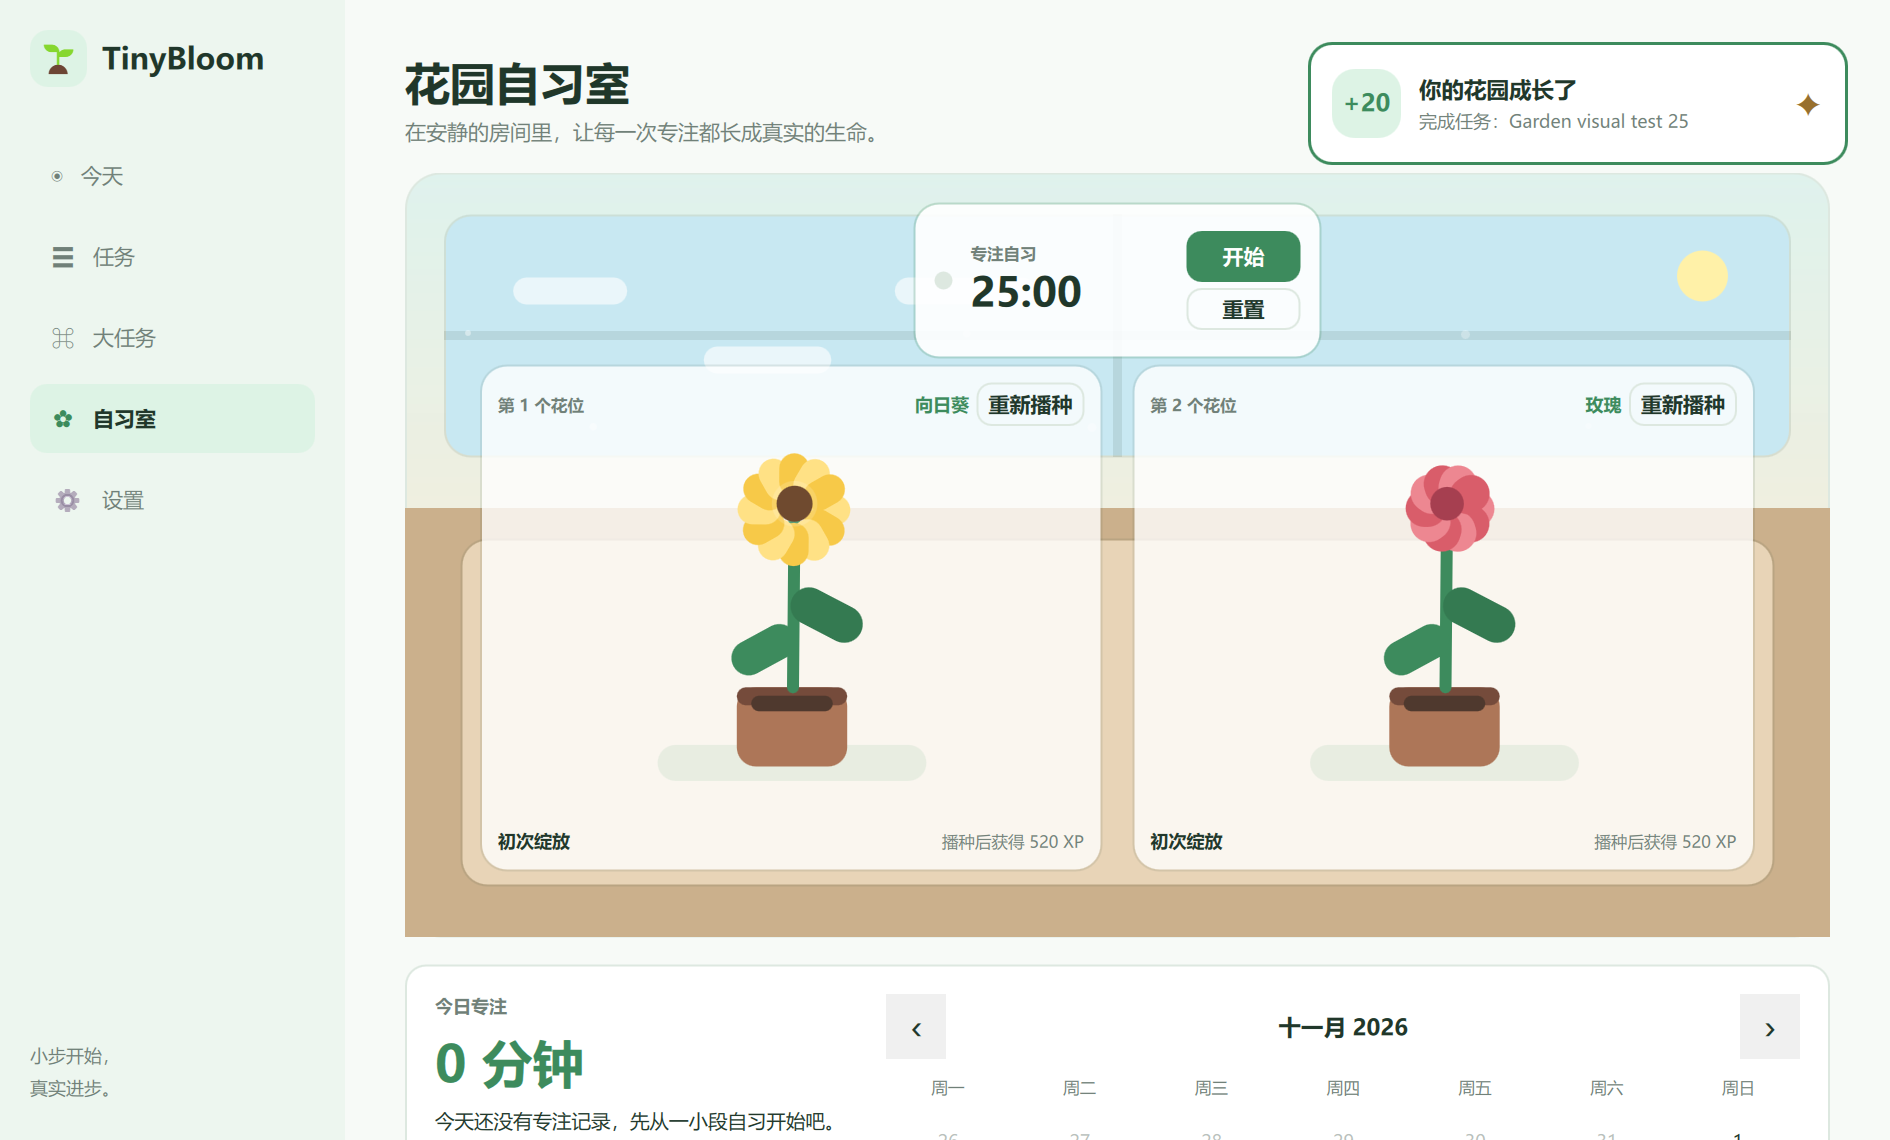 TinyBloom
今天
任务
大任务
自习室
设置
小步开始，
真实进步。
花园自习室
在安静的房间里，让每一次专注都长成真实的生命。
+20
你的花园成长了
完成任务：Garden visual test 25
专注自习
25:00
开始
重置
第 1 个花位
向日葵
重新播种
初次绽放
播种后获得 520 XP
第 2 个花位
玫瑰
重新播种
初次绽放
播种后获得 520 XP
今日专注
0 分钟
今天还没有专注记录，先从一小段自习开始吧。
‹
十一月 2026
›
周一 周二 周三 周四 周五 周六 周日
26 27 28 29 30 31 1